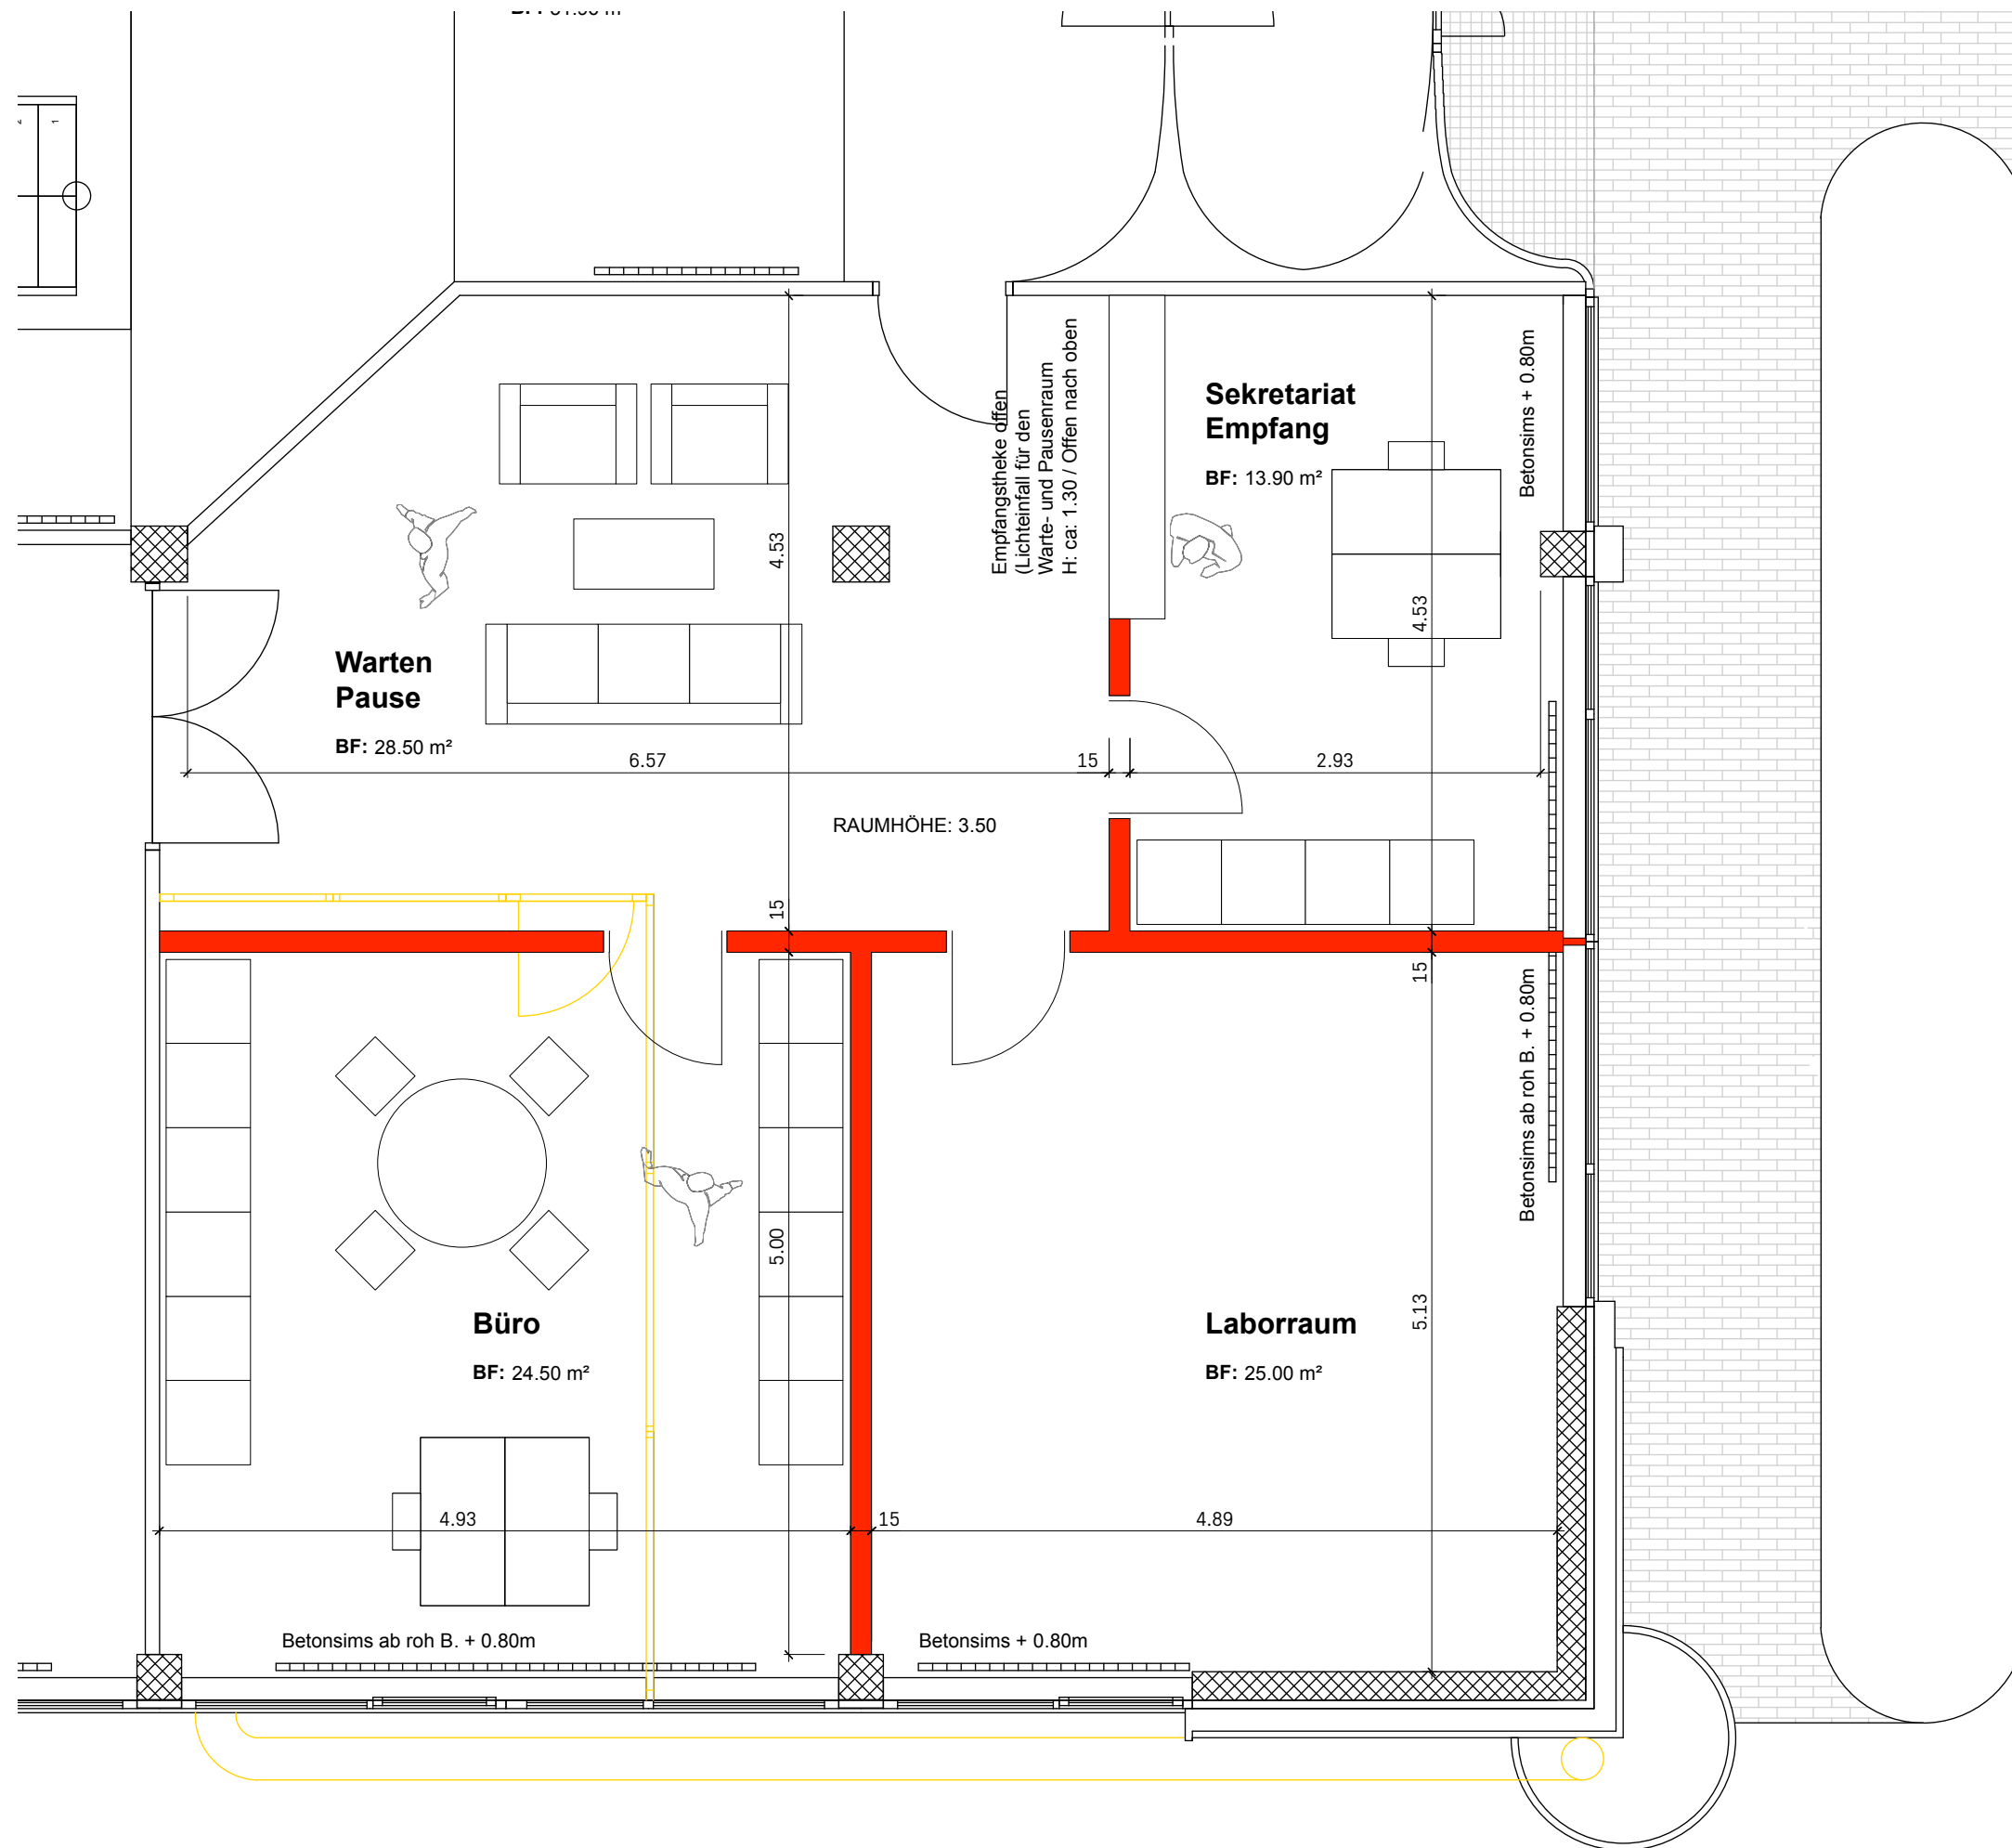 Empfangstheke offen
(Lichteinfall für den
Warte- und Pausenraum
H: ca: 1.30 / Offen nach oben
Sekretariat
Empfang
BF: 13.90 m²
Betonsims + 0.80m
4.53
4.53
Warten
Pause
BF: 28.50 m²
6.57
15
2.93
RAUMHÖHE: 3.50
15
15
Betonsims ab roh B. + 0.80m
5.00
5.13
Büro
BF: 24.50 m²
Laborraum
BF: 25.00 m²
4.93
15
4.89
Betonsims ab roh B. + 0.80m
Betonsims + 0.80m
1